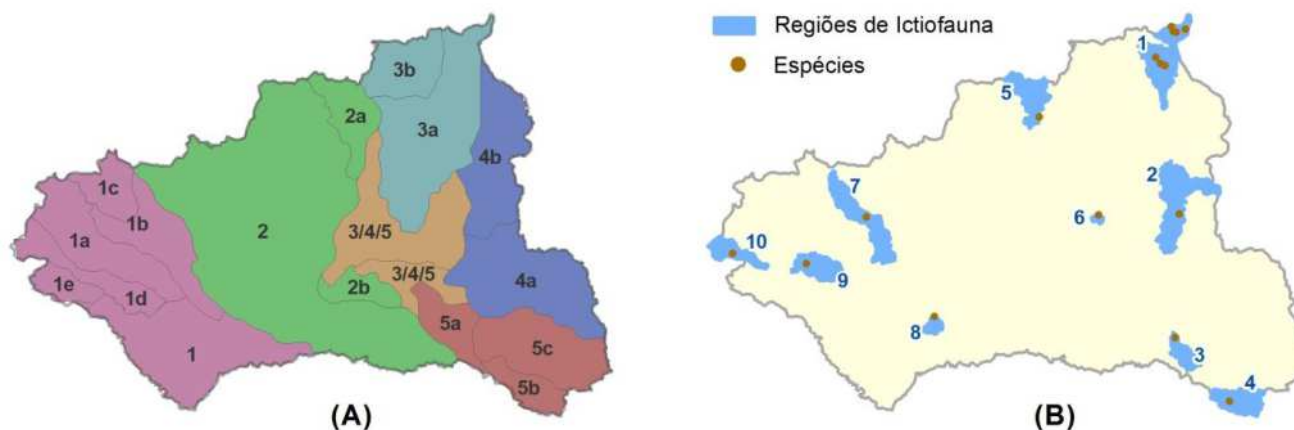 3b
2a
3a
4b
1c
1b
1a
2
3/4/5
3/4/5
1e
1d
2b
4a
5a
1
5c
5b
(A)
Regiões de Ictiofauna
Espécies
1
5
2
7
6
10
9
8
3
4
(B)